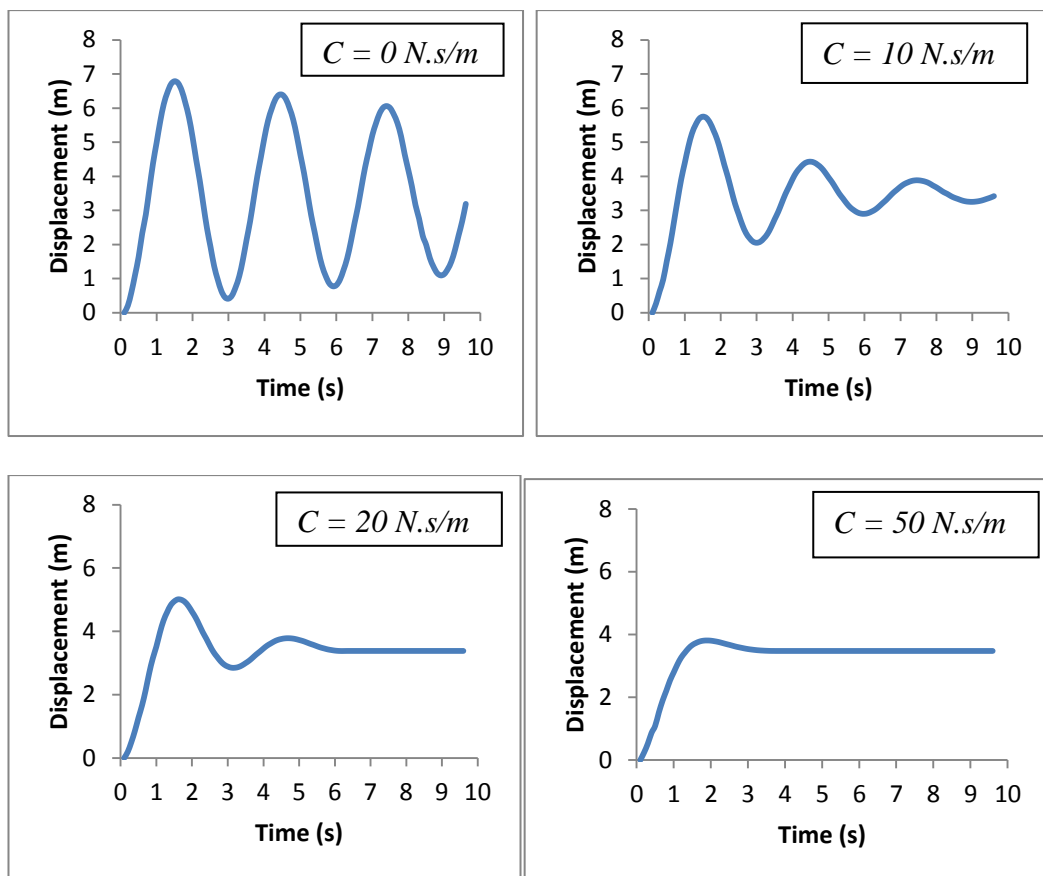 C = 0 N.s/m
8
7
6
5
4
3
2
1
0
Displacement (m)
0 1 2 3 4 5 6 7 8 9 10
Time (s)
C = 10 N.s/m
8
7
6
5
4
3
2
1
0
Displacement (m)
0 1 2 3 4 5 6 7 8 9 10
Time (s)
C = 20 N.s/m
8
6
4
2
0
Displacement (m)
0 1 2 3 4 5 6 7 8 9 10
Time (s)
C = 50 N.s/m
8
6
4
2
0
Displacement (m)
0 1 2 3 4 5 6 7 8 9 10
Time (s)